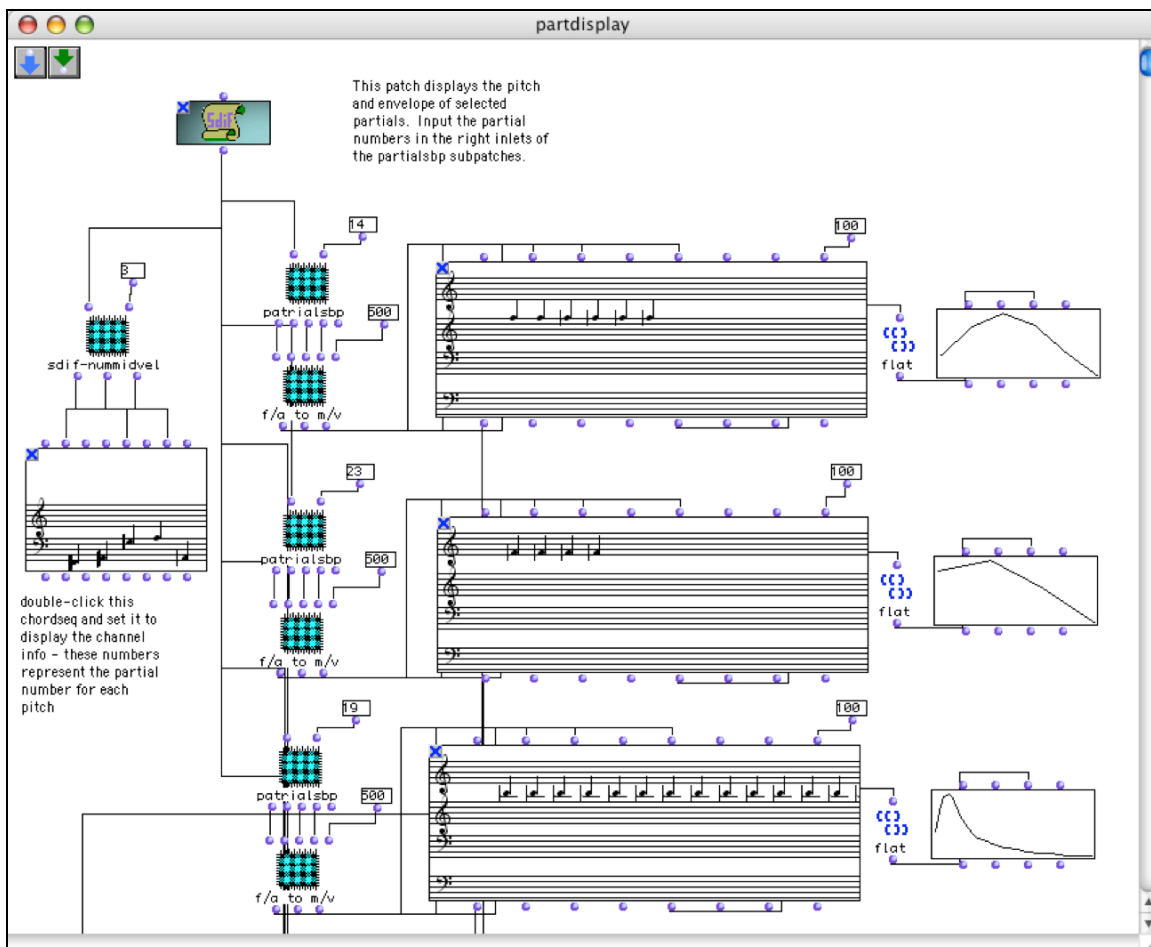 partdisplay
This patch displays the pitch
and envelope of selected
partials. Input the partial
numbers in the right inlets of
the partialsbp subpatches.
Sdif
14
100
3
patrialsbp
500
sdif-nummidvel
flat
f/a to m/v
23
100
patrialsbp
500
flat
double-click this
chordseq and set it to
display the channel
info - these numbers
represent the partial
number for each
pitch
f/a to m/v
19
100
patrialsbp
500
flat
f/a to m/v